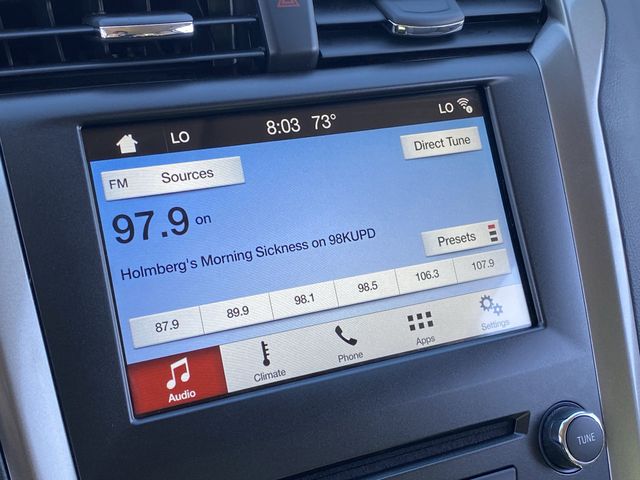 LO 8:03 73° LO
FM Sources Direct Tune
97.9 on
Holmberg's Morning Sickness on 98KUPD
Presets
87.9 89.9 98.1 98.5 106.3 107.9
Audio Climate Phone Apps Settings
TUNE